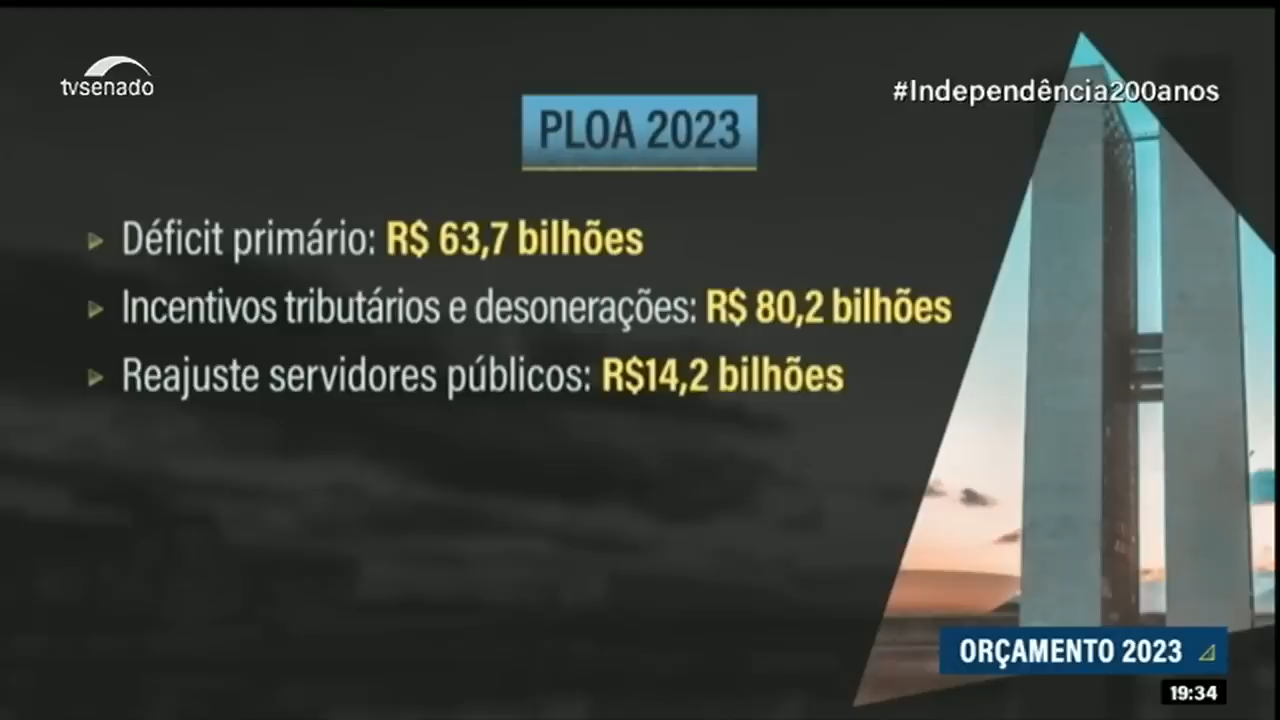 tvsenado
#Independência200anos
PLOA 2023
Déficit primário: R$ 63,7 bilhões
Incentivos tributários e desonerações: R$ 80,2 bilhões
Reajuste servidores públicos: R$14,2 bilhões
ORÇAMENTO 2023
19:34